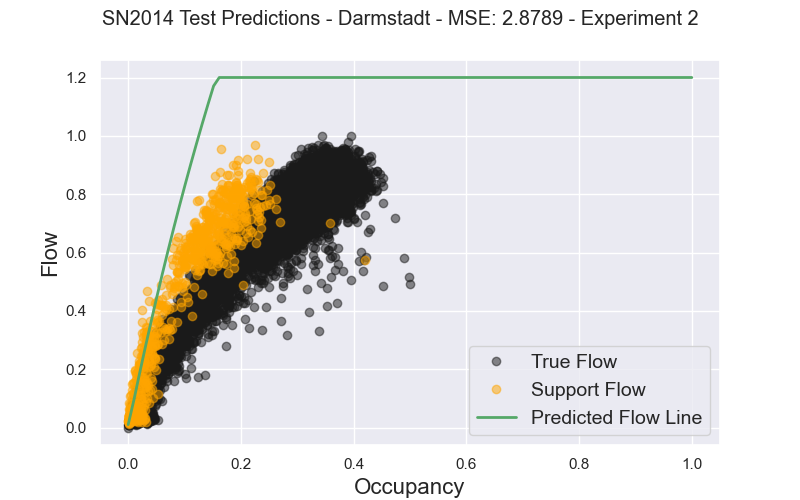 SN2014 Test Predictions - Darmstadt - MSE: 2.8789 - Experiment 2
1.2
1.0
0.8
0.6
0.4
0.2
0.0
Flow
True Flow
Support Flow
Predicted Flow Line
0.0 0.2 0.4 0.6 0.8 1.0
Occupancy